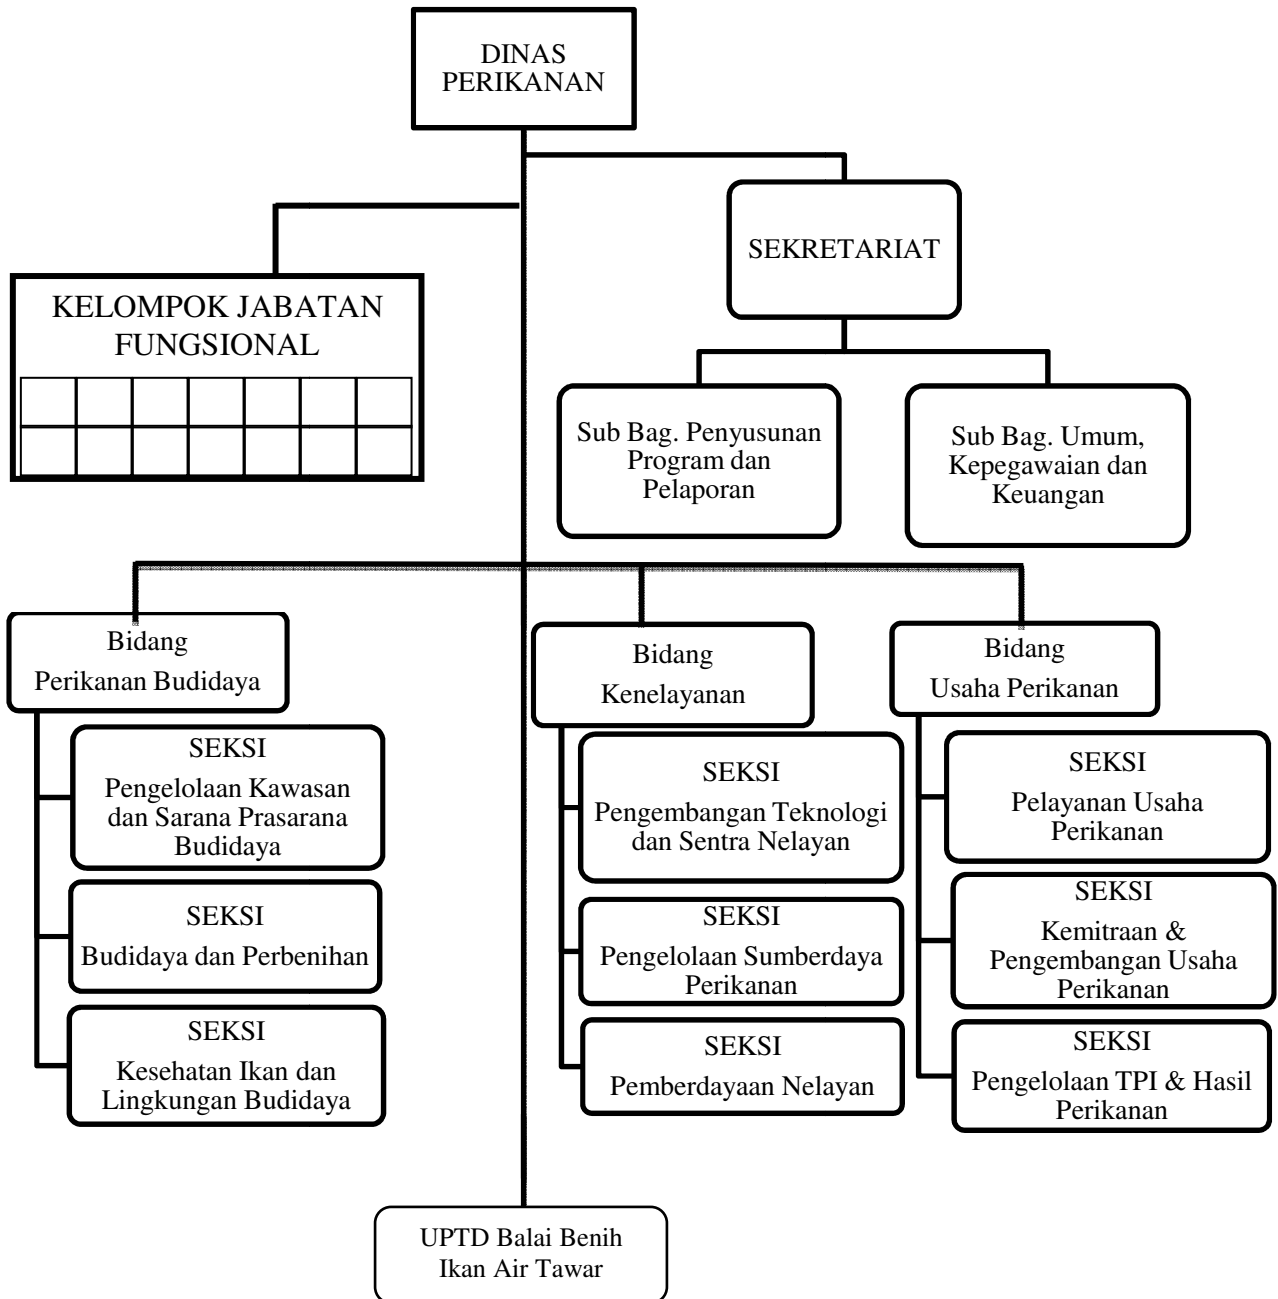 DINAS
PERIKANAN
SEKRETARIAT
KELOMPOK JABATAN
FUNGSIONAL
Sub Bag. Penyusunan
Program dan
Pelaporan
Sub Bag. Umum,
Kepegawaian dan
Keuangan
Bidang
Perikanan Budidaya
SEKSI
Pengelolaan Kawasan
dan Sarana Prasarana
Budidaya
SEKSI
Budidaya dan Perbenihan
SEKSI
Kesehatan Ikan dan
Lingkungan Budidaya
Bidang
Kenelayanan
SEKSI
Pengembangan Teknologi
dan Sentra Nelayan
SEKSI
Pengelolaan Sumberdaya
Perikanan
SEKSI
Pemberdayaan Nelayan
Bidang
Usaha Perikanan
SEKSI
Pelayanan Usaha
Perikanan
SEKSI
Kemitraan &
Pengembangan Usaha
Perikanan
SEKSI
Pengelolaan TPI & Hasil
Perikanan
UPTD Balai Benih
Ikan Air Tawar